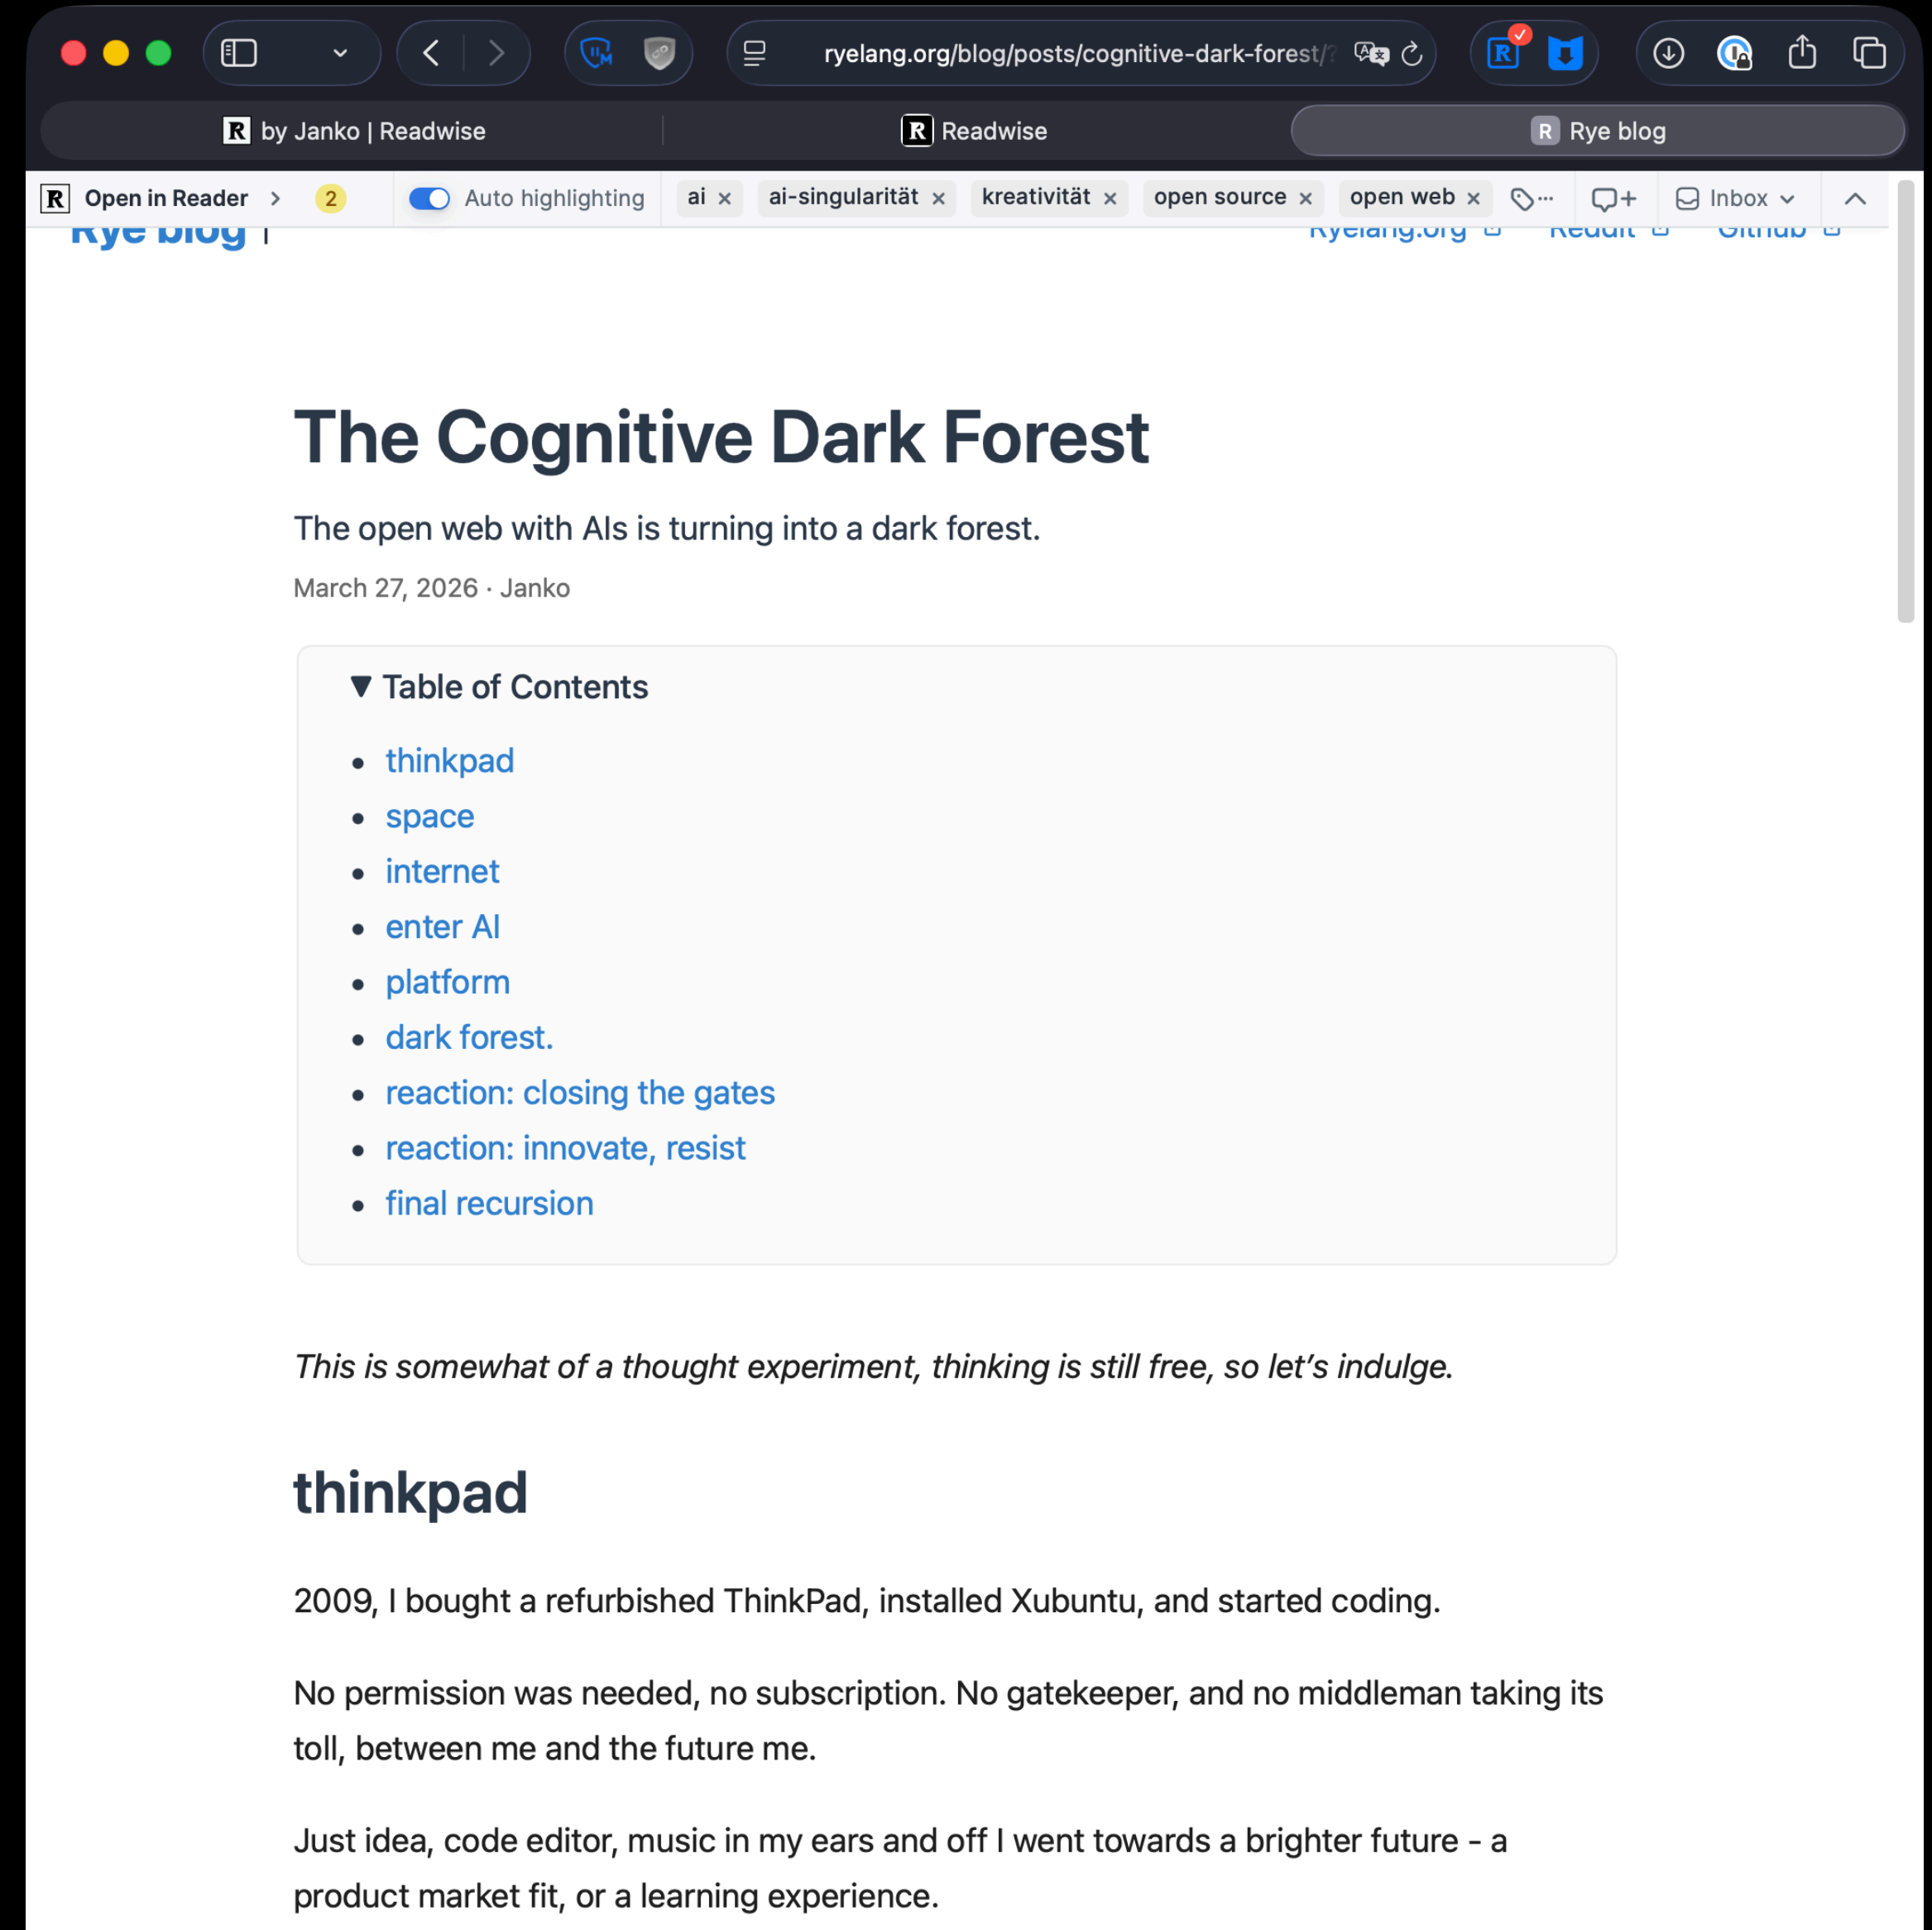 ryelang.org/blog/posts/cognitive-dark-forest/?
by Janko | Readwise
Readwise
R Rye blog
Open in Reader
2
Auto highlighting
ai
ai-singularität
kreativität
open source
open web
Inbox
Rye blog |
Ryelang.org
Reddit
Github
The Cognitive Dark Forest
The open web with AIs is turning into a dark forest.
March 27, 2026 · Janko
▼ Table of Contents
• thinkpad
• space
• internet
• enter AI
• platform
• dark forest.
• reaction: closing the gates
• reaction: innovate, resist
• final recursion
This is somewhat of a thought experiment, thinking is still free, so let’s indulge.
thinkpad
2009, I bought a refurbished ThinkPad, installed Xubuntu, and started coding.
No permission was needed, no subscription. No gatekeeper, and no middleman taking its
toll, between me and the future me.
Just idea, code editor, music in my ears and off I went towards a brighter future - a
product market fit, or a learning experience.